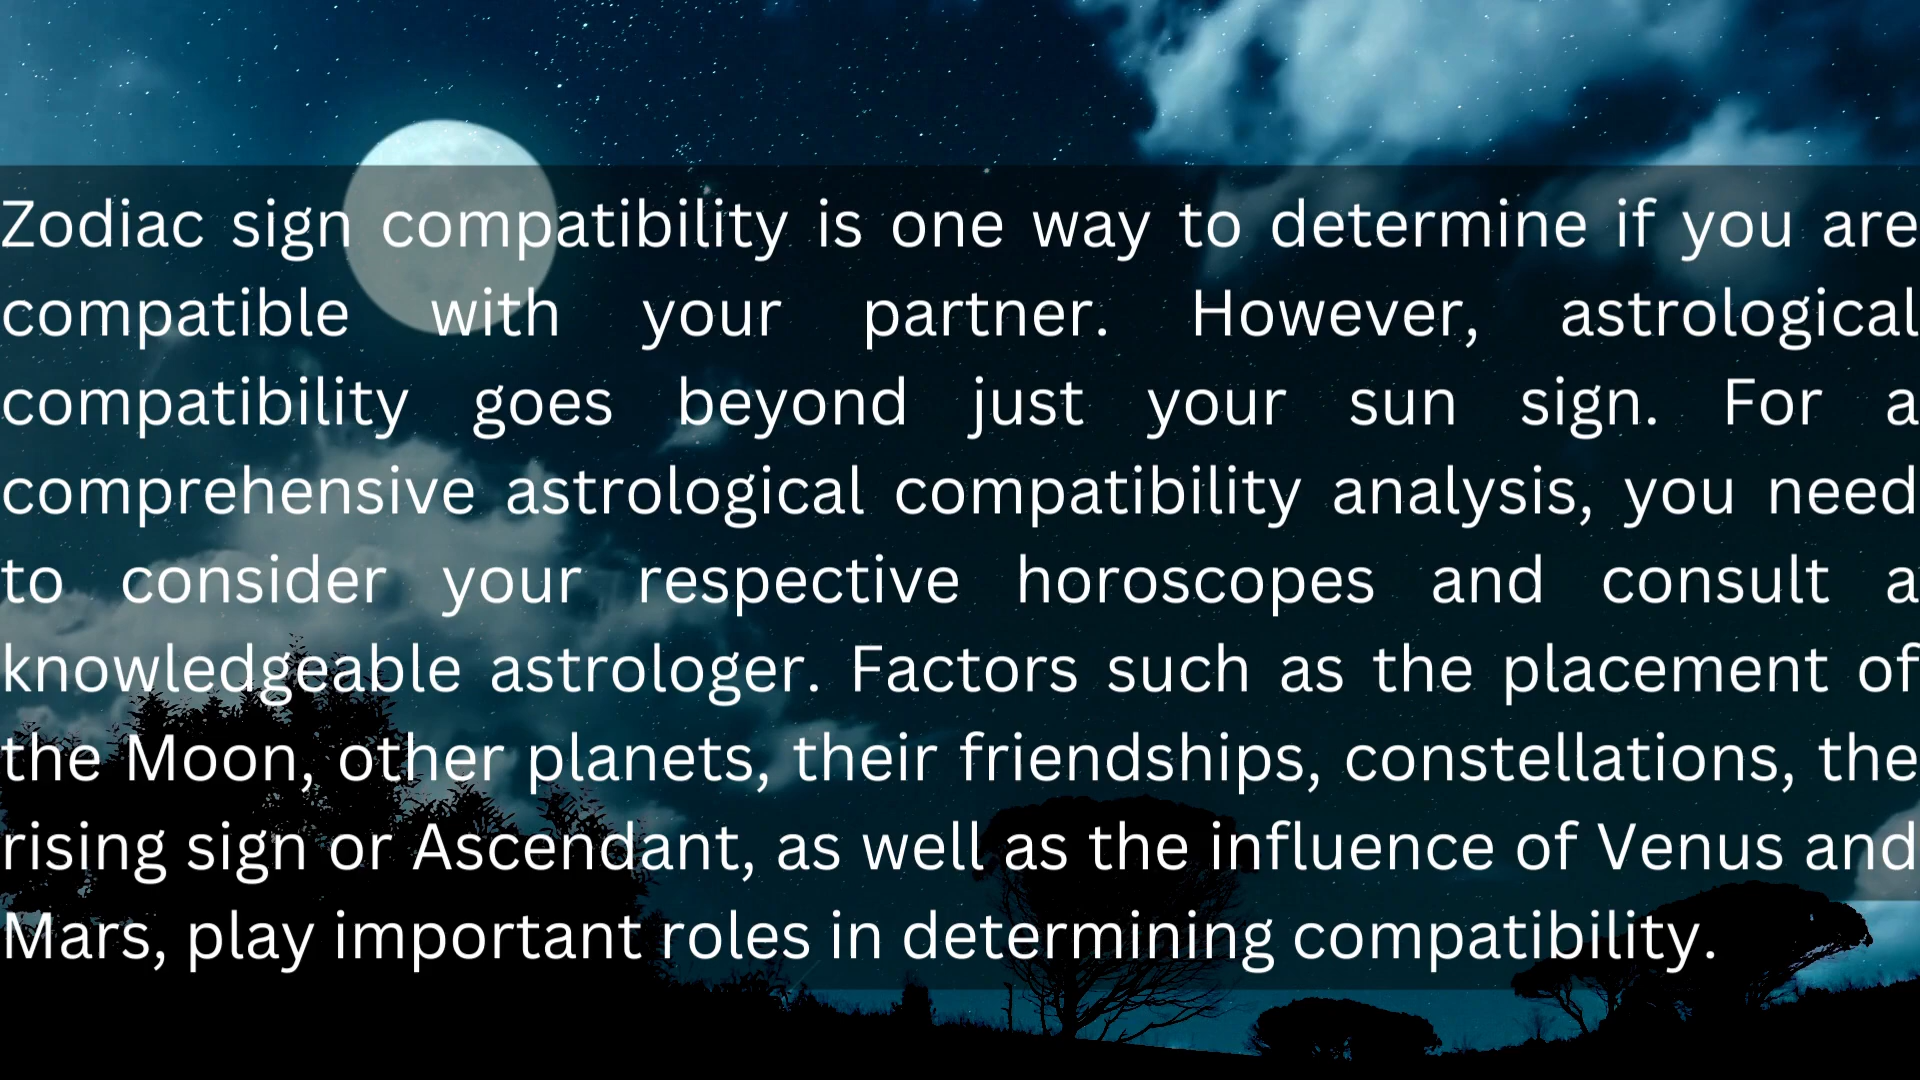 Zodiac sign compatibility is one way to determine if you are
compatible with your partner. However, astrological
compatibility goes beyond just your sun sign. For a
comprehensive astrological compatibility analysis, you need
to consider your respective horoscopes and consult a
knowledgeable astrologer. Factors such as the placement of
the Moon, other planets, their friendships, constellations, the
rising sign or Ascendant, as well as the influence of Venus and
Mars, play important roles in determining compatibility.